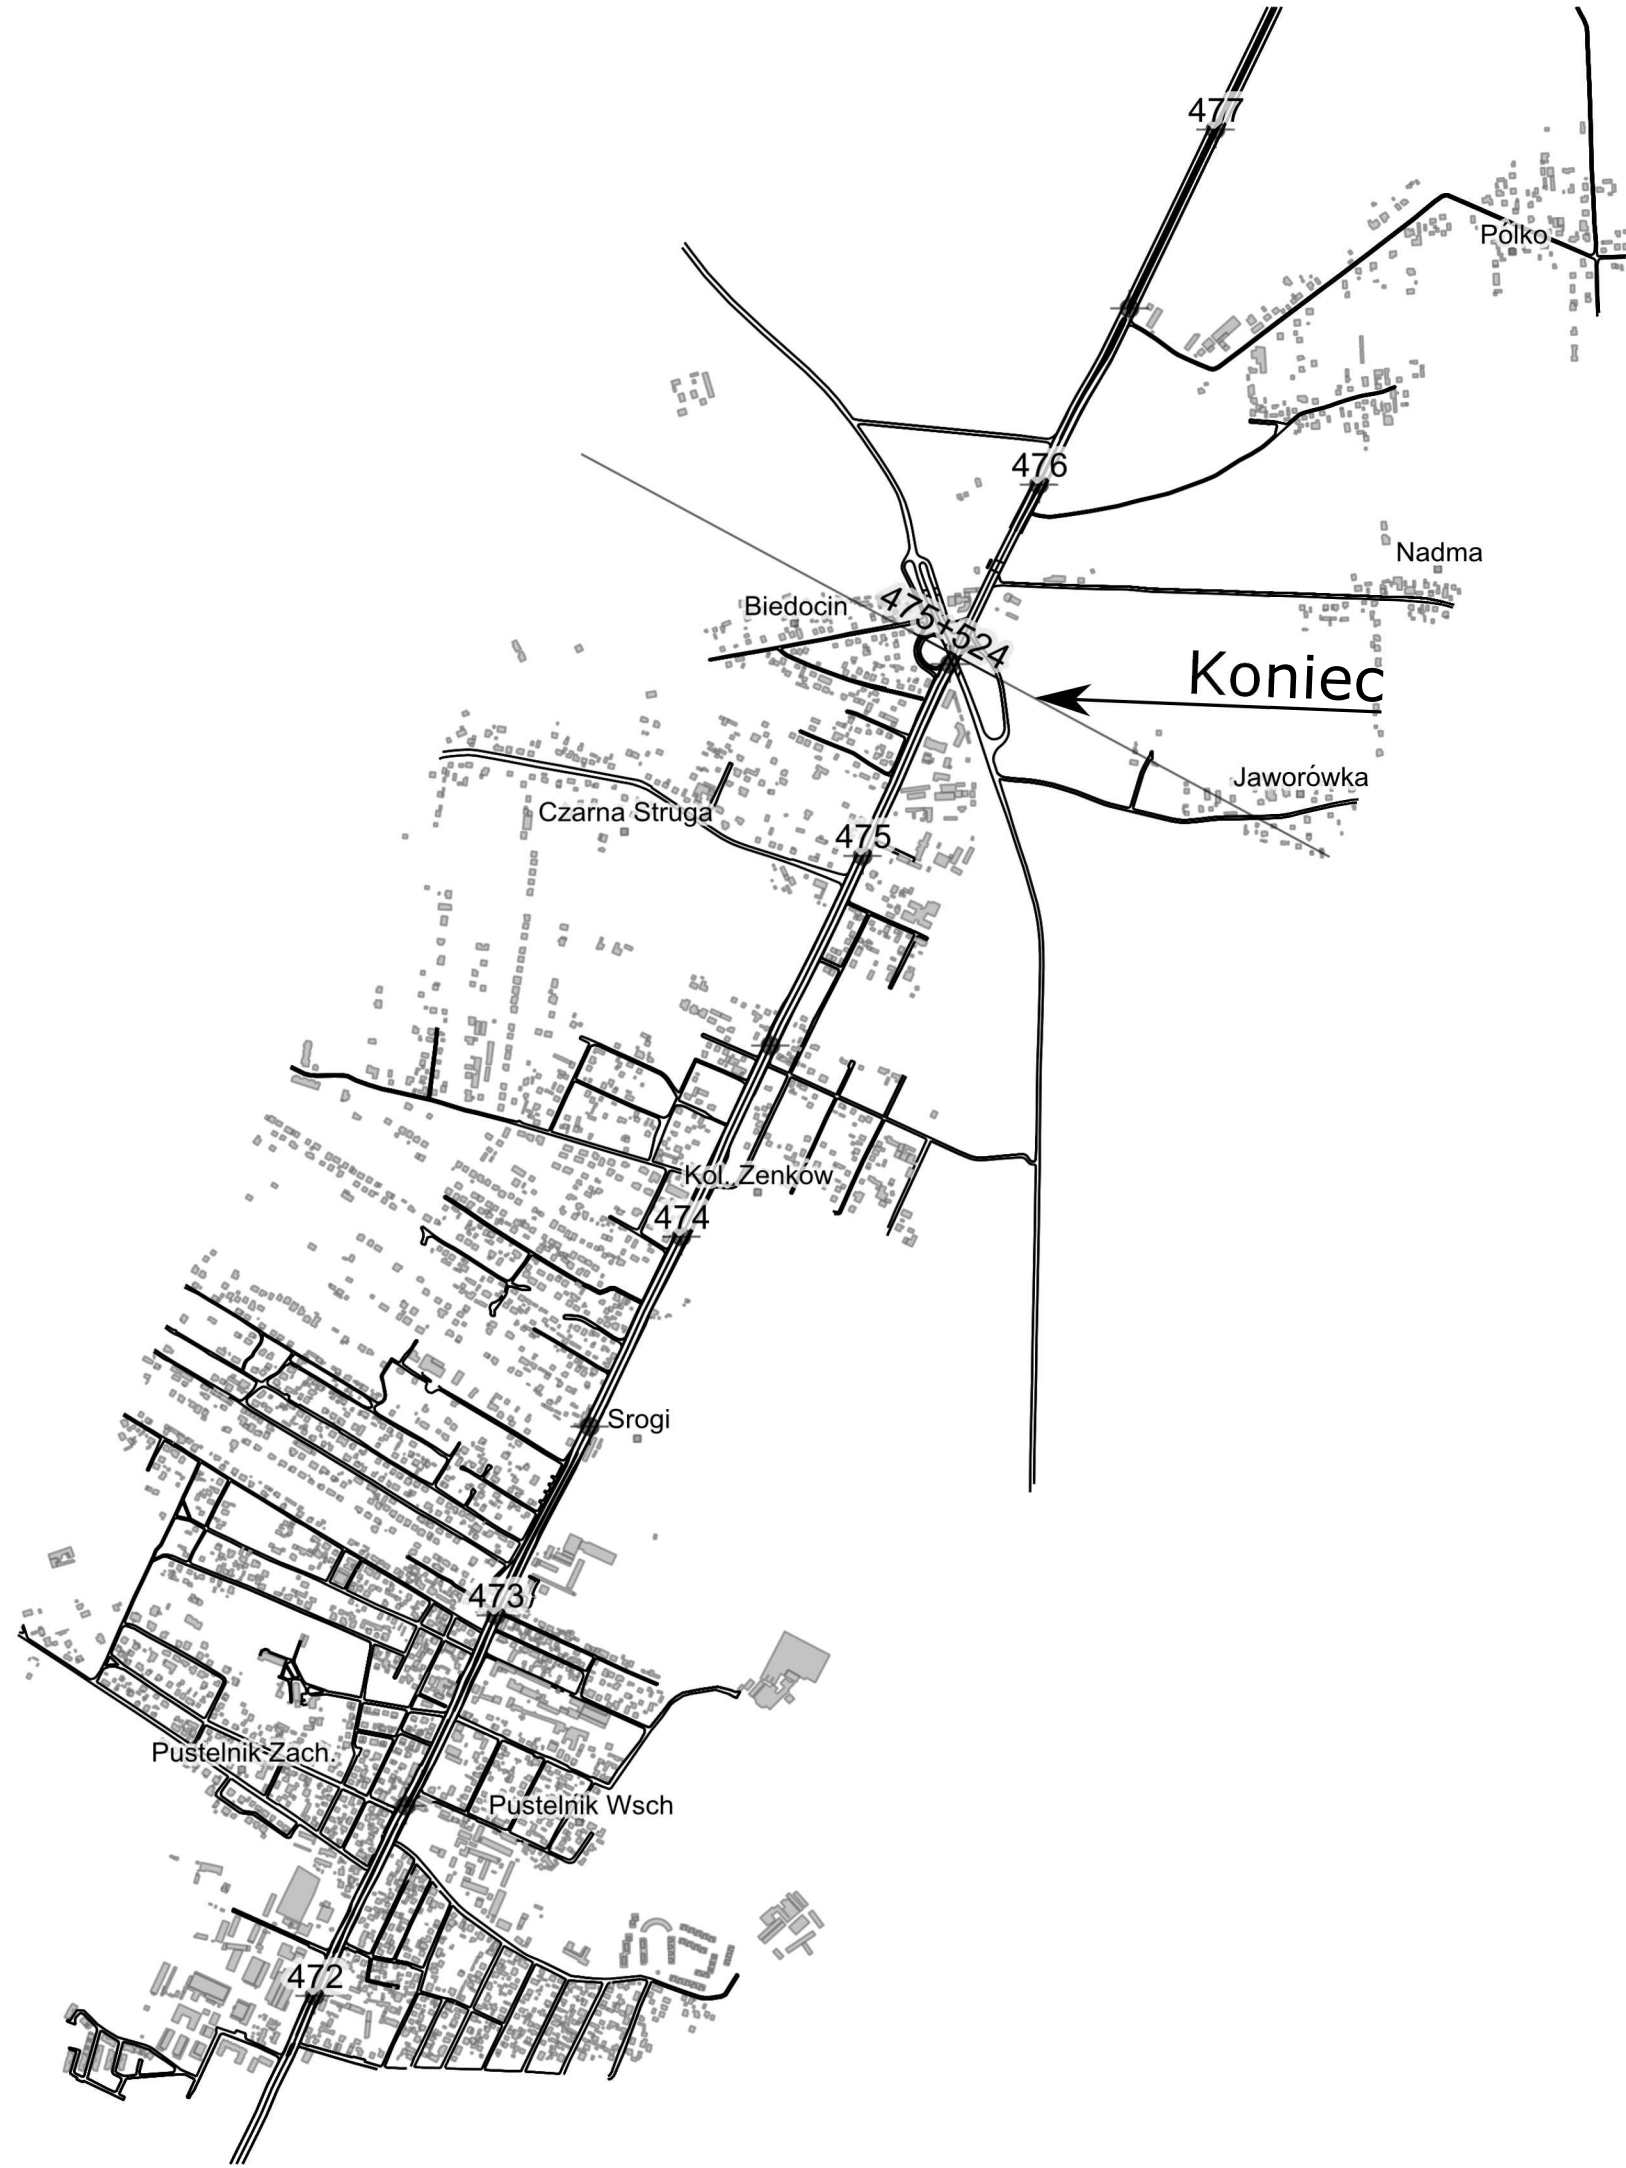 477
Pólko
476
Nadma
Biedocin
475+524
Koniec
Jaworówka
Czarna Struga
475
Kol. Zenków
474
Srogi
473
Pustelnik Zach.
Pustelnik Wsch
472